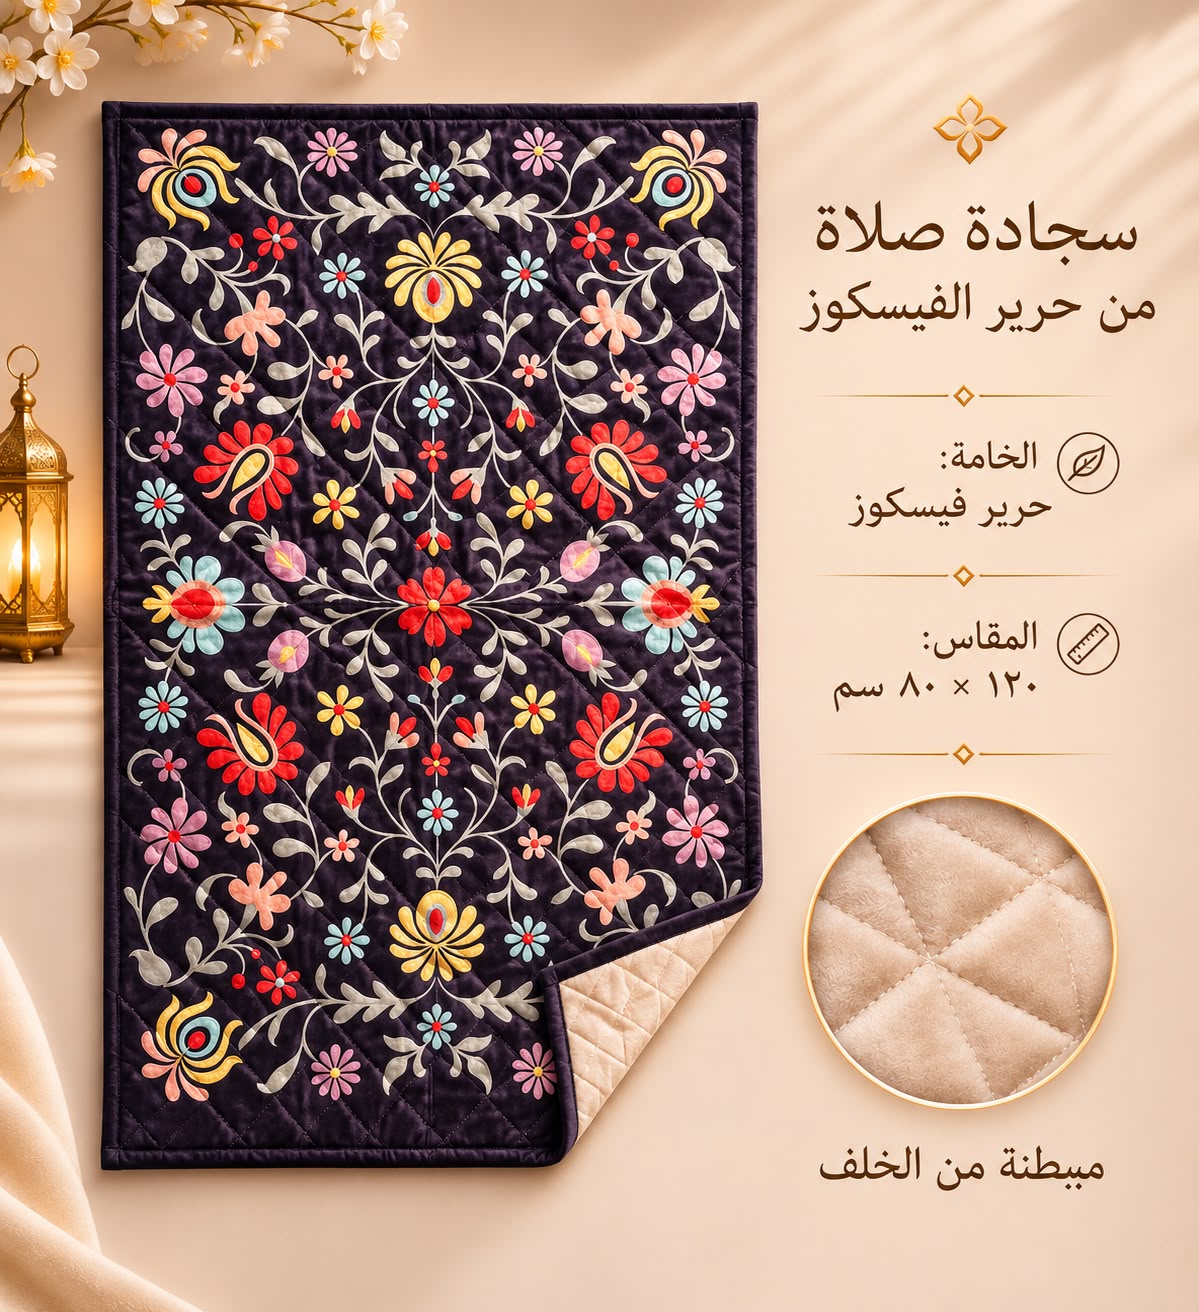 سجادة صلاة
من حرير الفيسكوز
الخامة:
حرير فيسكوز
المقاس:
١٢٠ × ٨٠ سم
مبطنة من الخلف